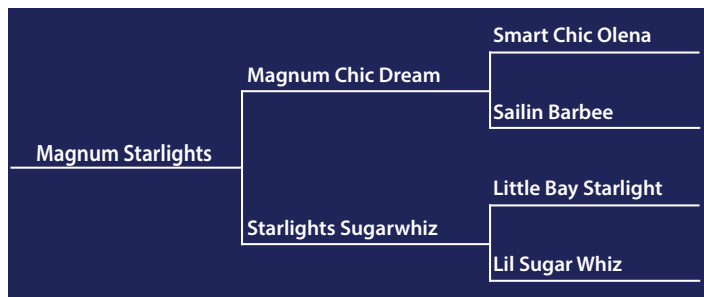 Smart Chic Olena
Magnum Chic Dream
Sailin Barbee
Magnum Starlights
Little Bay Starlight
Starlights Sugarwhiz
Lil Sugar Whiz